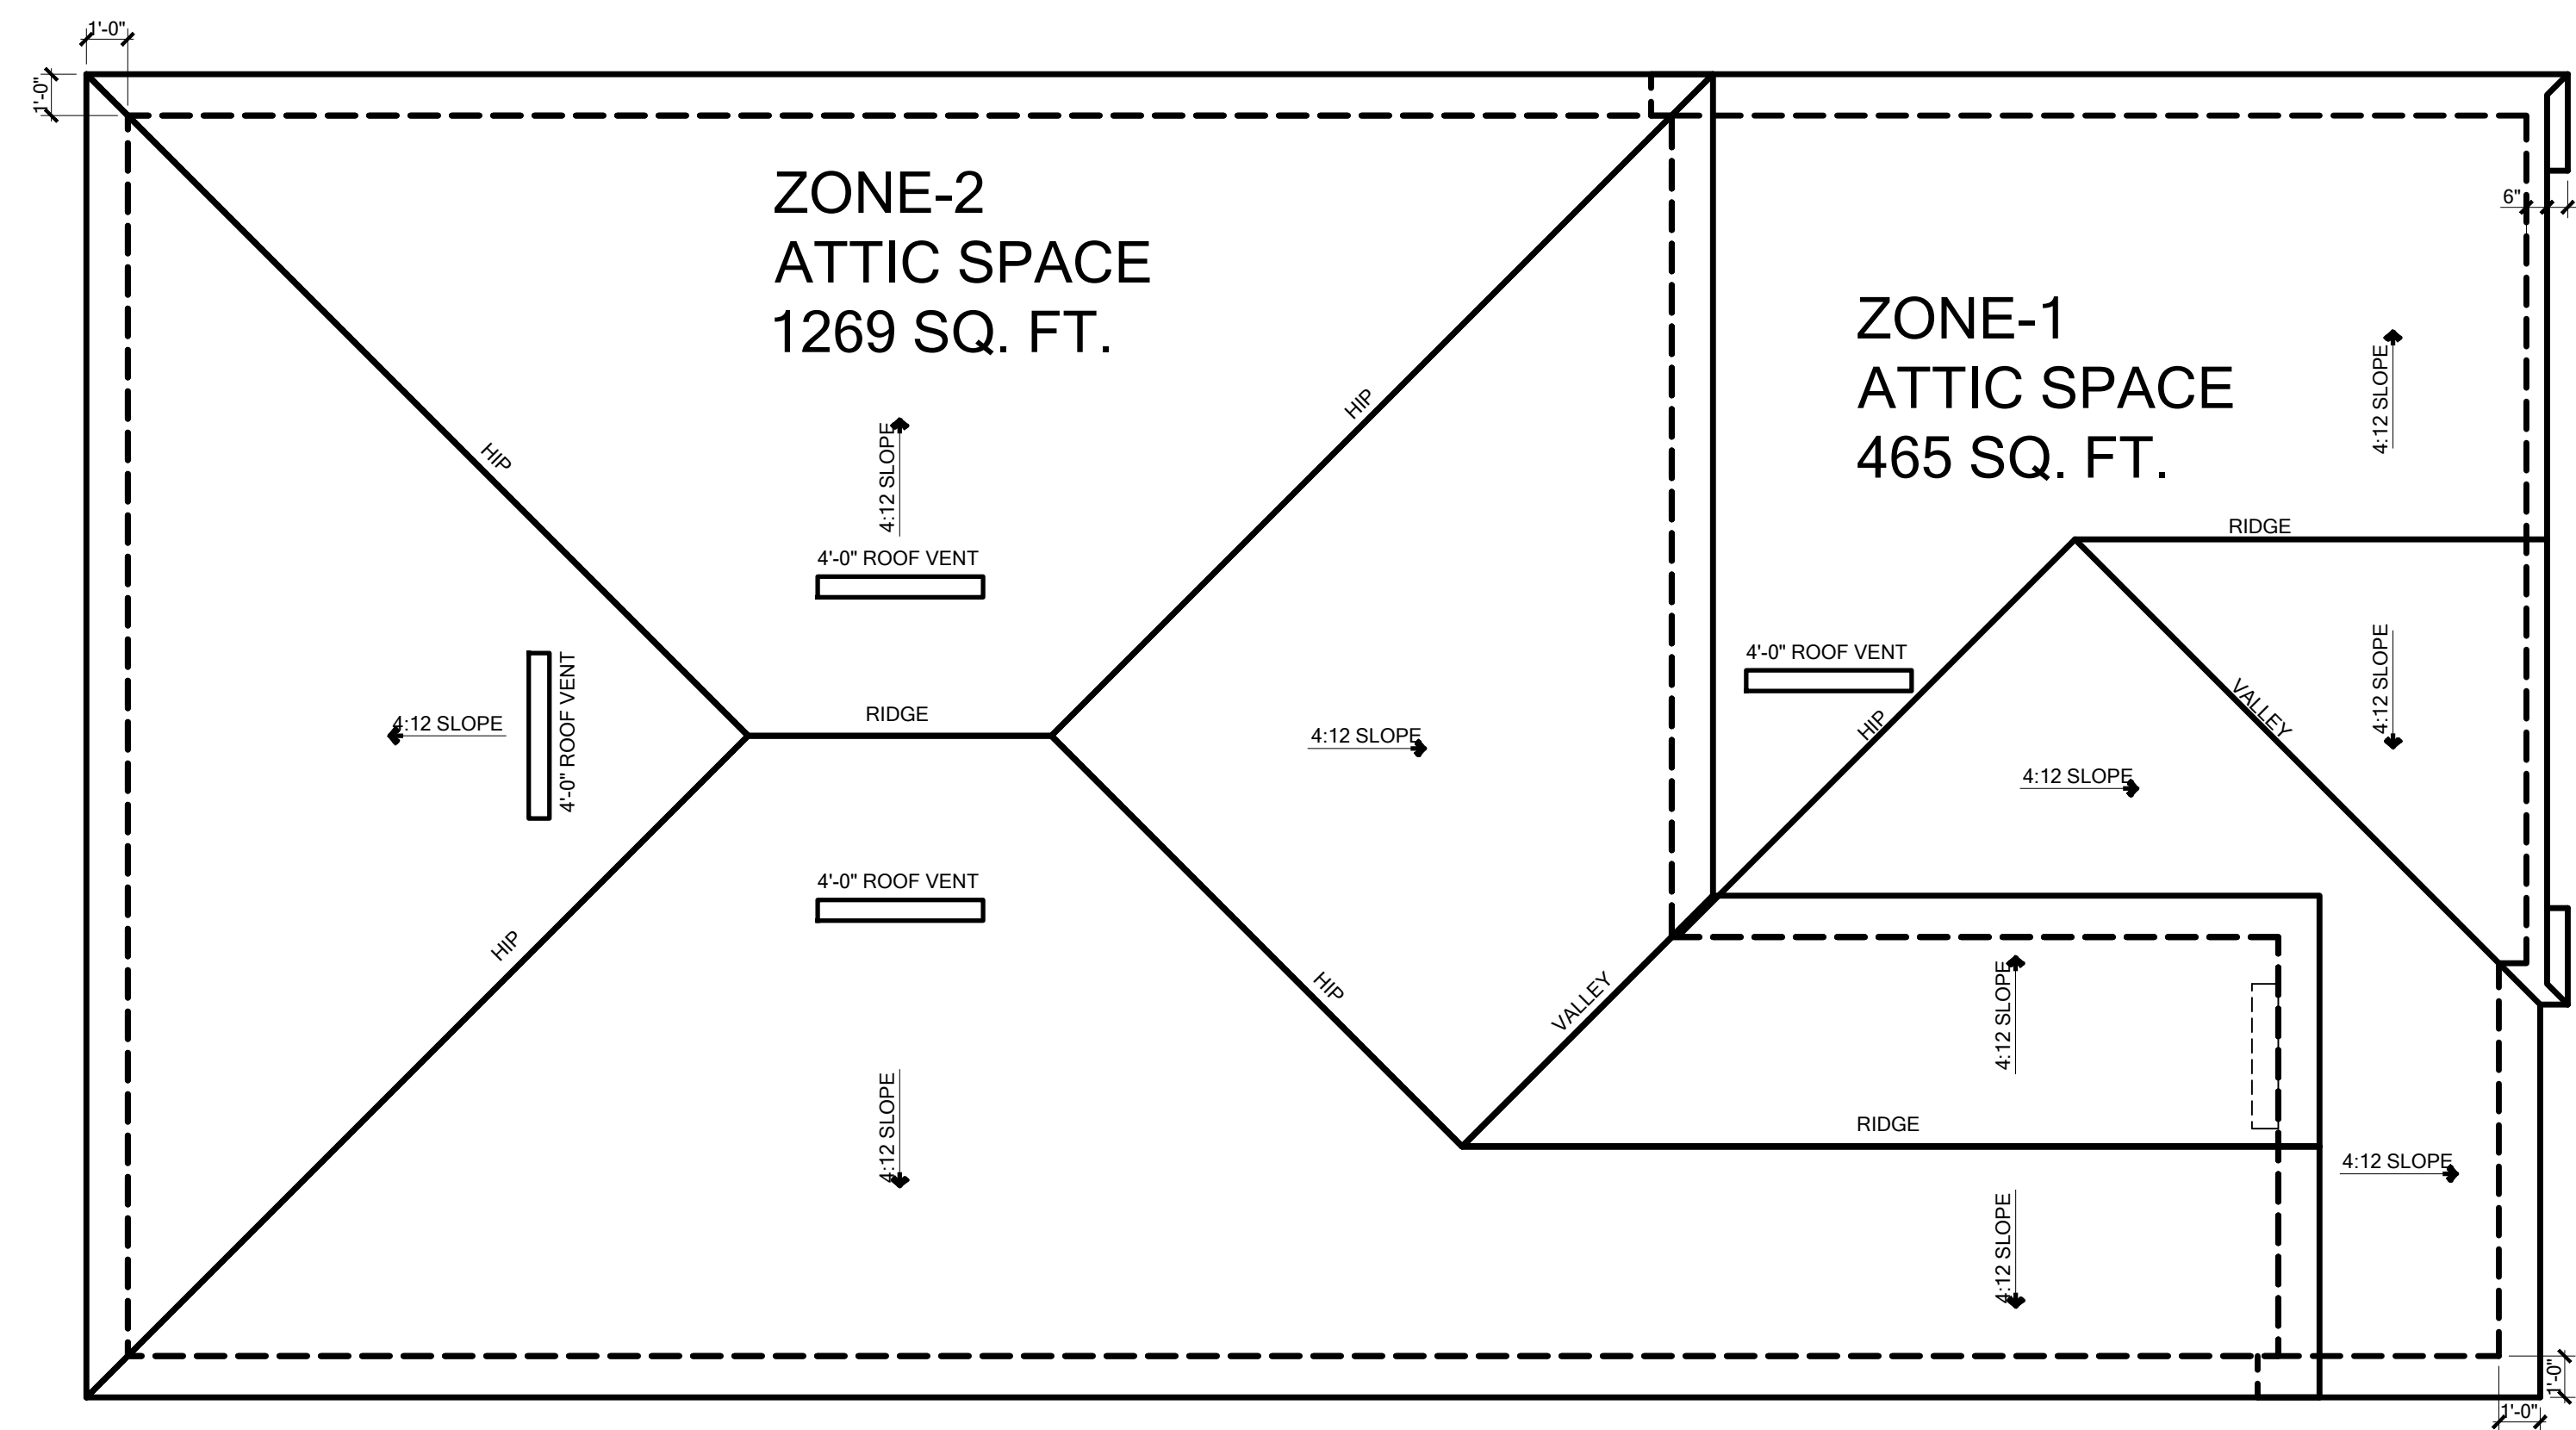 1'-0"
1'-0"
ZONE-2
ATTIC SPACE
1269 SQ. FT.
6"
ZONE-1
ATTIC SPACE
465 SQ. FT.
4:12 SLOPE
HIP
HIP
4:12 SLOPE
RIDGE
4'-0" ROOF VENT
4'-0" ROOF VENT
4:12 SLOPE
4'-0" ROOF VENT
4:12 SLOPE
RIDGE
4:12 SLOPE
HIP
VALLEY
4:12 SLOPE
4'-0" ROOF VENT
HIP
HIP
VALLEY
4:12 SLOPE
4:12 SLOPE
RIDGE
4:12 SLOPE
4:12 SLOPE
1'-0"
1'-0"